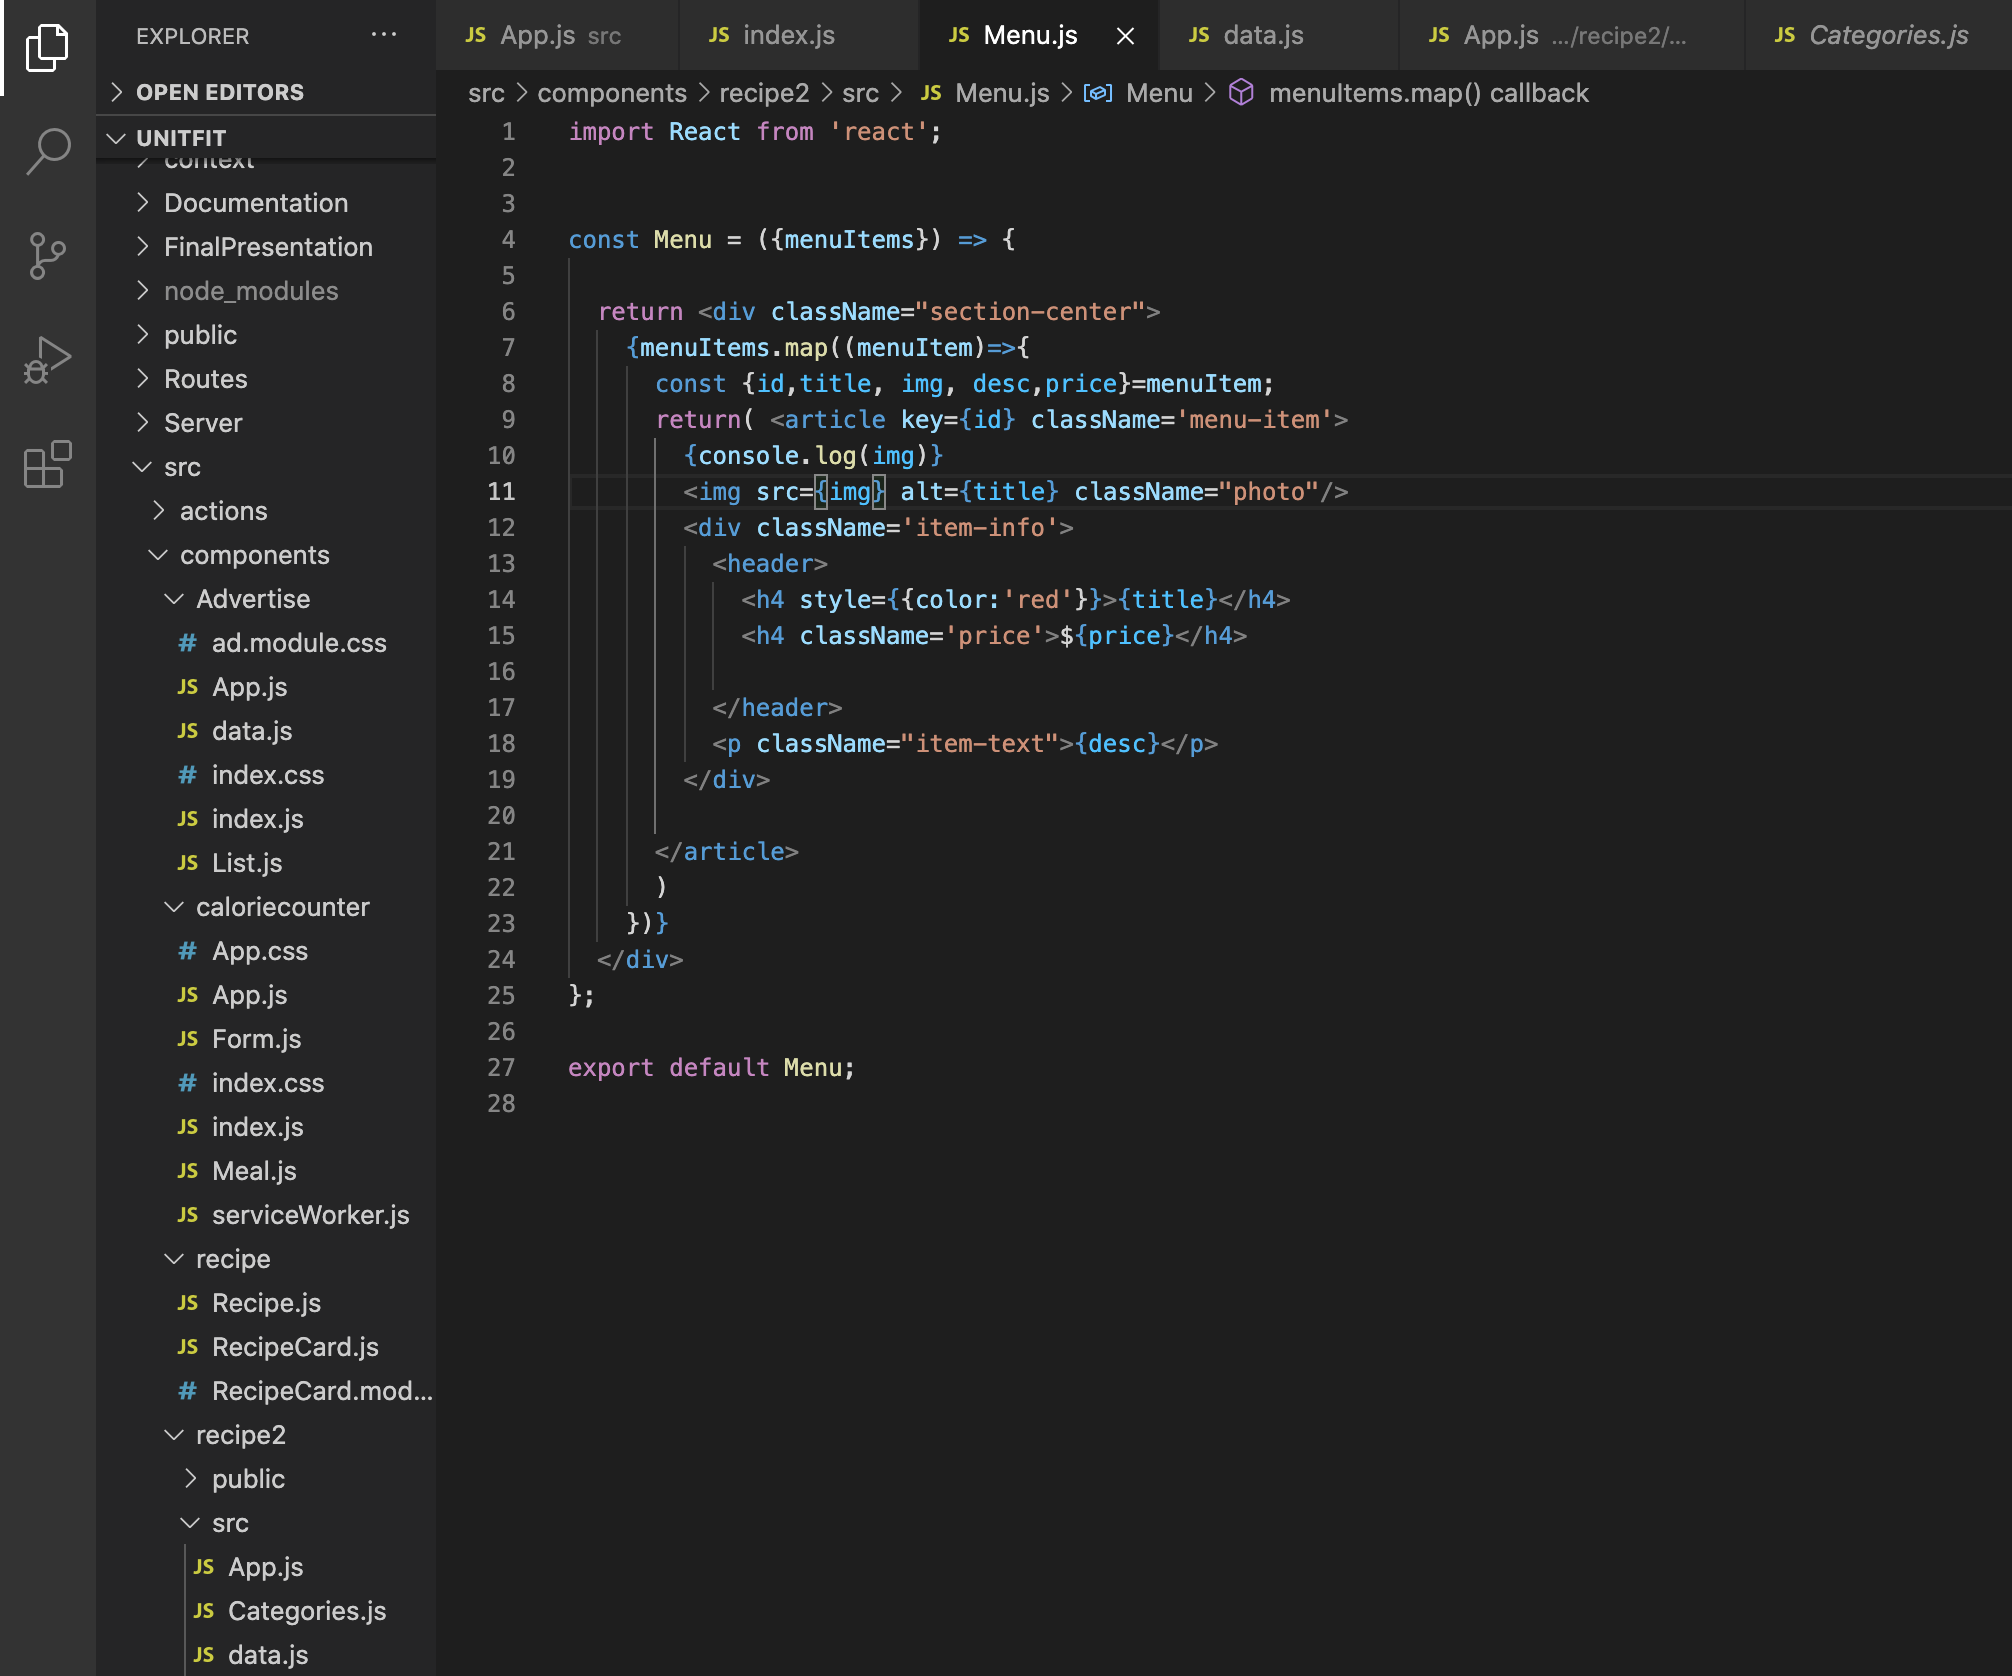 EXPLORER ...
OPEN EDITORS
UNITFIT
context
Documentation
FinalPresentation
node_modules
public
Routes
Server
src
actions
components
Advertise
# ad.module.css
JS App.js
JS data.js
# index.css
JS index.js
JS List.js
caloriecounter
# App.css
JS App.js
JS Form.js
# index.css
JS index.js
JS Meal.js
JS serviceWorker.js
recipe
JS Recipe.js
JS RecipeCard.js
# RecipeCard.mod...
recipe2
public
src
JS App.js
JS Categories.js
JS data.js
JS App.js src JS index.js JS Menu.js JS data.js JS App.js .../recipe2/... JS Categories.js
src > components > recipe2 > src > JS Menu.js > Menu > menuItems.map() callback
1 import React from 'react';
2
3
4 const Menu = ({menuItems}) => {
5
6 return <div className="section-center">
7 {menuItems.map((menuItem)=>{
8 const {id,title, img, desc,price}=menuItem;
9 return( <article key={id} className='menu-item'>
10 {console.log(img)}
11 <img src={img} alt={title} className="photo"/>
12 <div className='item-info'>
13 <header>
14 <h4 style={{color:'red'}}>{title}</h4>
15 <h4 className='price'>${price}</h4>
16
17 </header>
18 <p className="item-text">{desc}</p>
19 </div>
20
21 </article>
22 )
23 })}
24 </div>
25 };
26
27 export default Menu;
28